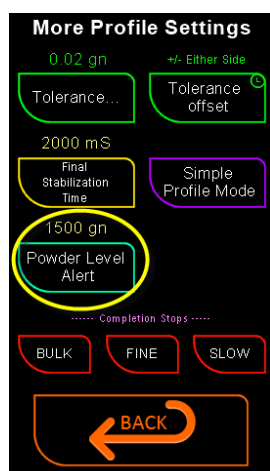 More Profile Settings
0.02 gn
+/- Either Side
Tolerance...
Tolerance
offset
2000 mS
Final
Stabilization
Time
Simple
Profile Mode
1500 gn
Powder Level
Alert
------ Completion Stops -----
BULK
FINE
SLOW
BACK